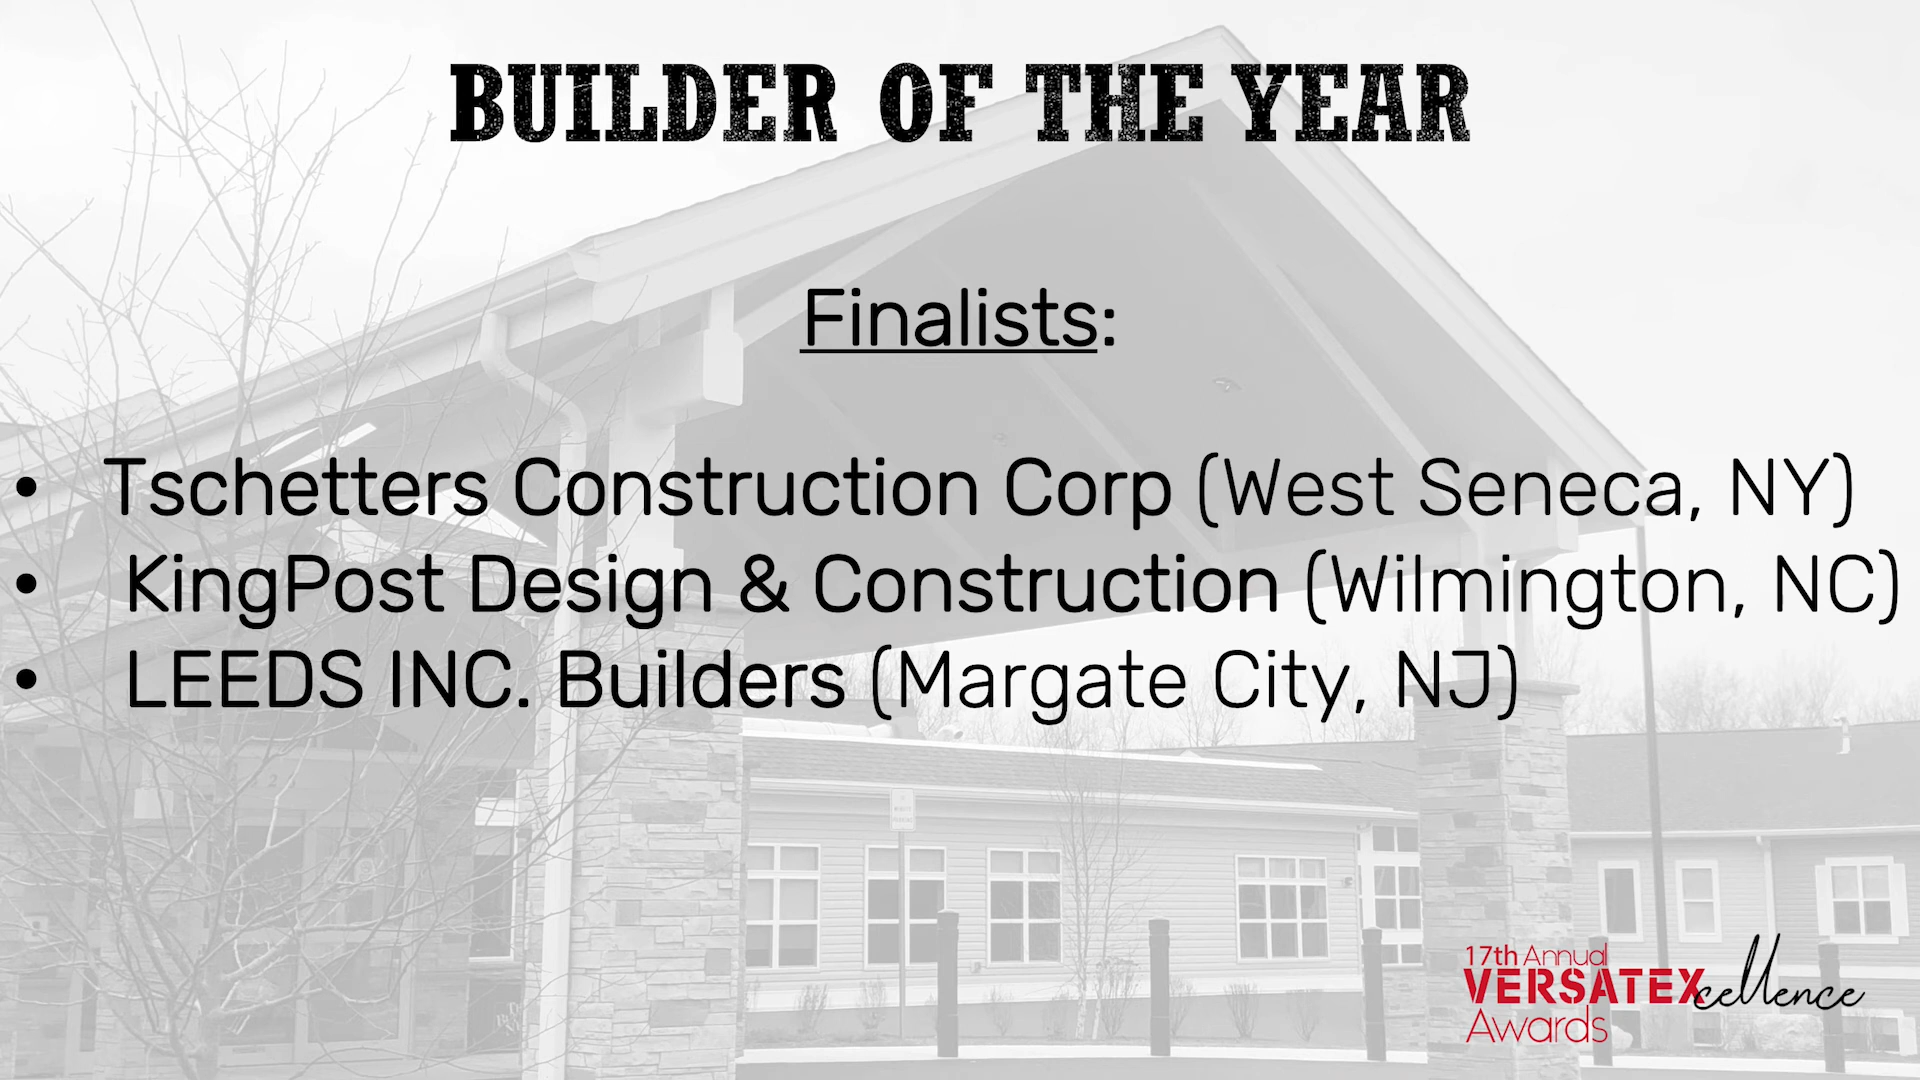 BUILDER OF THE YEAR
Finalists:
• Tschetters Construction Corp (West Seneca, NY)
• KingPost Design & Construction (Wilmington, NC)
• LEEDS INC. Builders (Margate City, NJ)
17th Annual
VERSATEXcellence
Awards